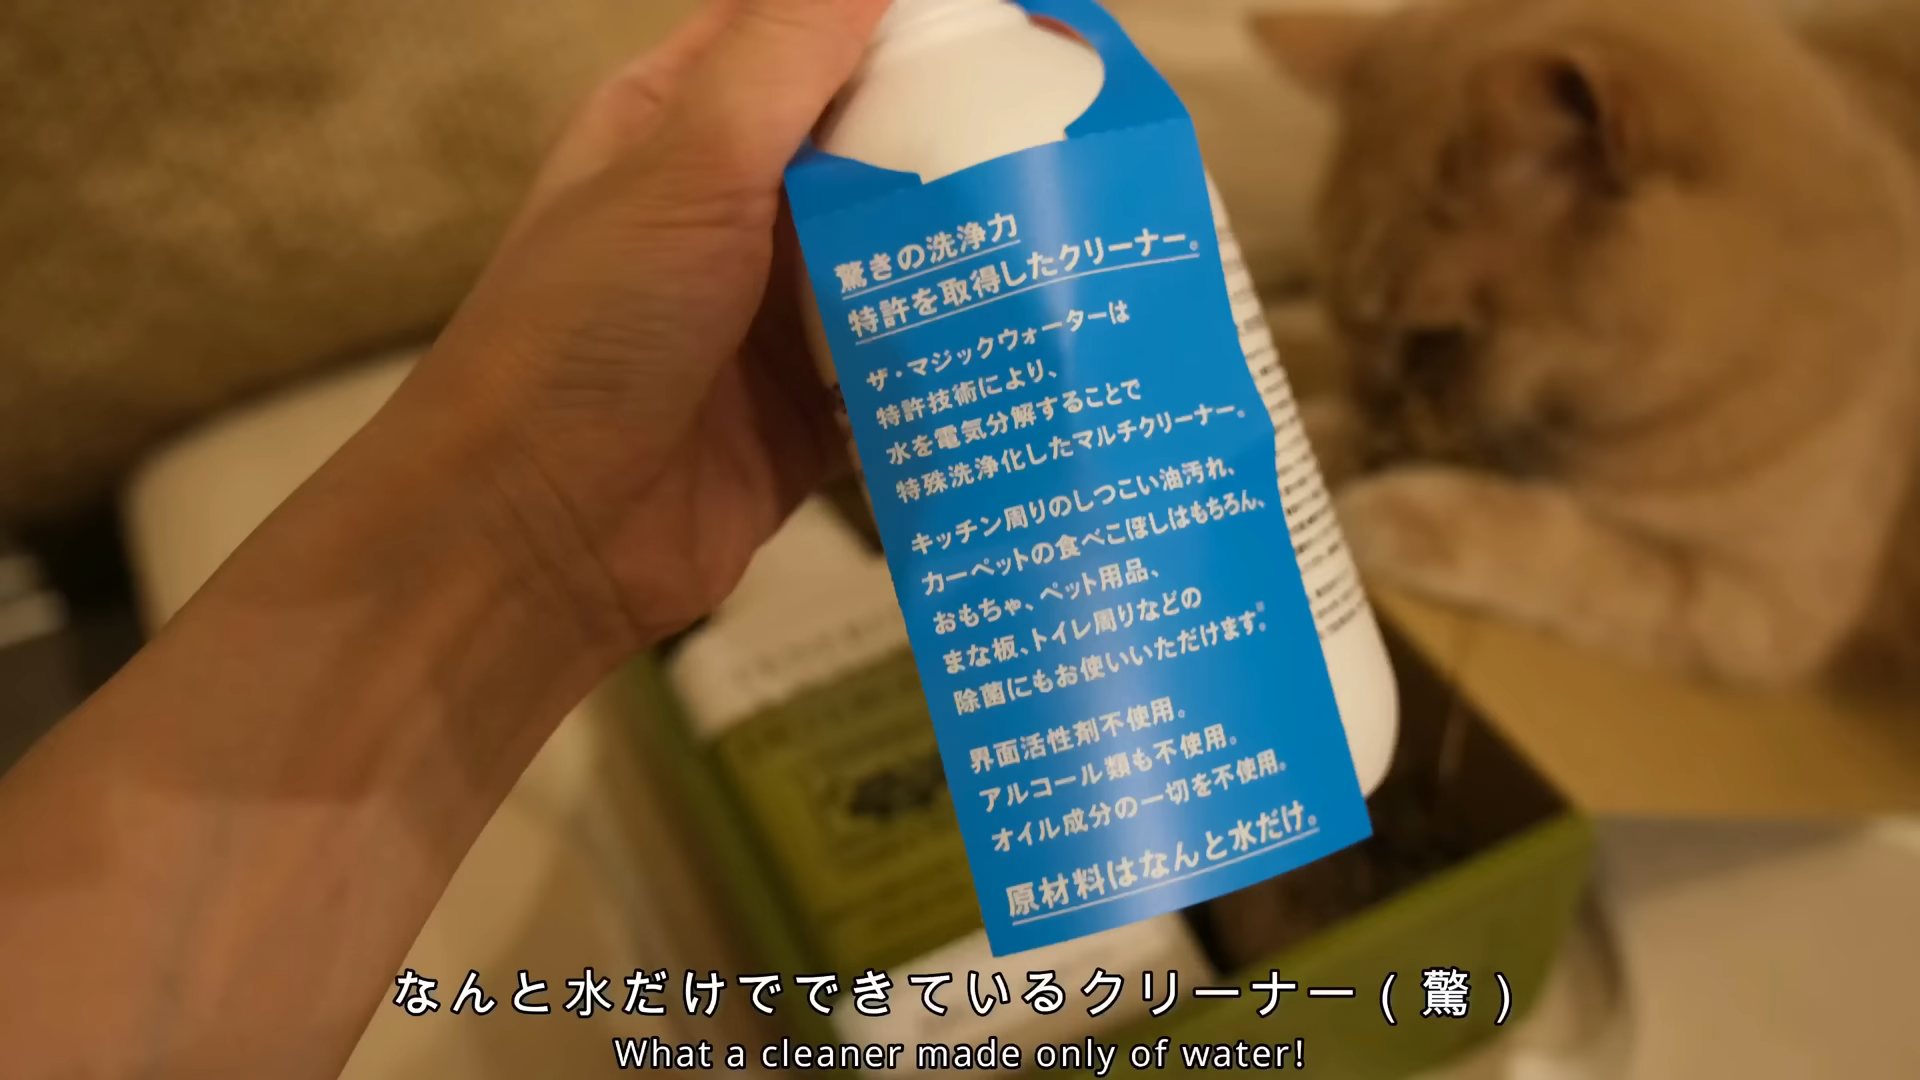 驚きの洗浄力
特許を取得したクリーナー。
ザ・マジックウォーターは
特許技術により、
水を電気分解することで
特殊洗浄化したマルチクリーナー。
キッチン周りのしつこい油汚れ、
カーペットの食べこぼしはもちろん、
おもちゃ、ペット用品、
まな板、トイレ周りなどの
除菌にもお使いいただけます。
界面活性剤不使用。
アルコール類も不使用。
オイル成分の一切を不使用。
原材料はなんと水だけ。
なんと水だけでできているクリーナー(驚)
What a cleaner made only of water!